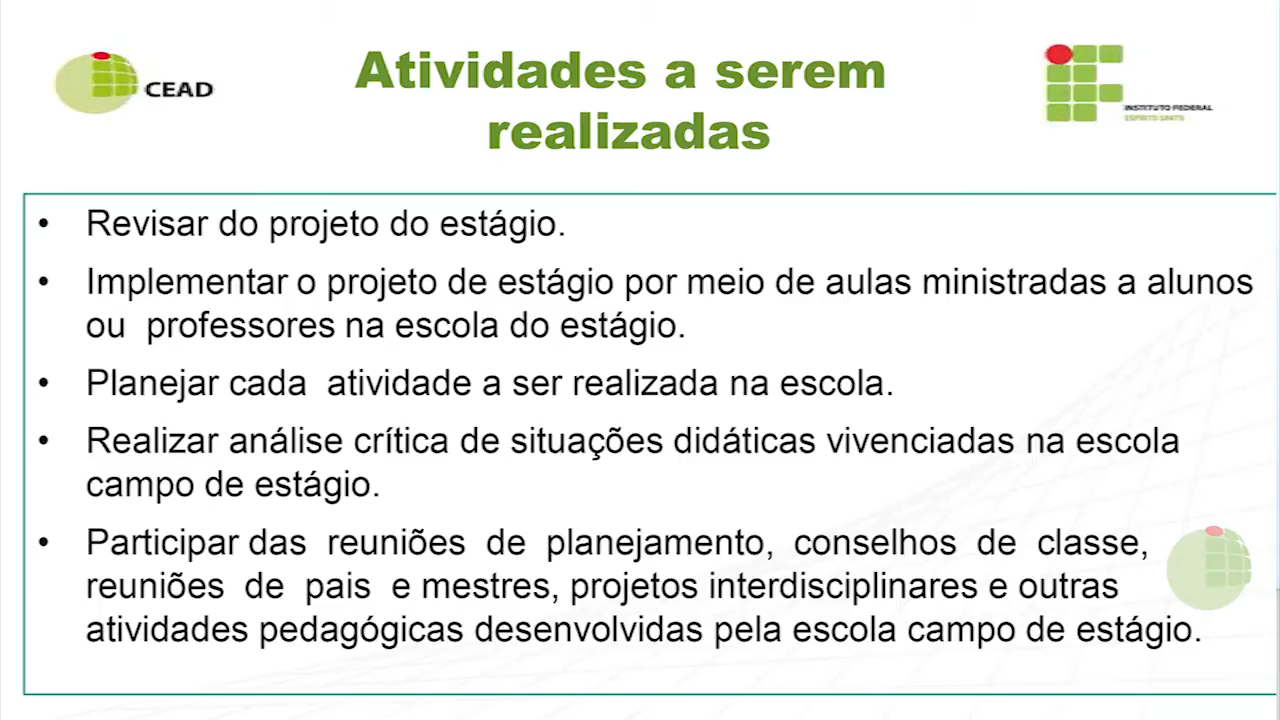 CEAD
Atividades a serem
realizadas
INSTITUTO FEDERAL
ESPÍRITO SANTO
• Revisar do projeto do estágio.
• Implementar o projeto de estágio por meio de aulas ministradas a alunos
ou professores na escola do estágio.
• Planejar cada atividade a ser realizada na escola.
• Realizar análise crítica de situações didáticas vivenciadas na escola
campo de estágio.
• Participar das reuniões de planejamento, conselhos de classe,
reuniões de pais e mestres, projetos interdisciplinares e outras
atividades pedagógicas desenvolvidas pela escola campo de estágio.